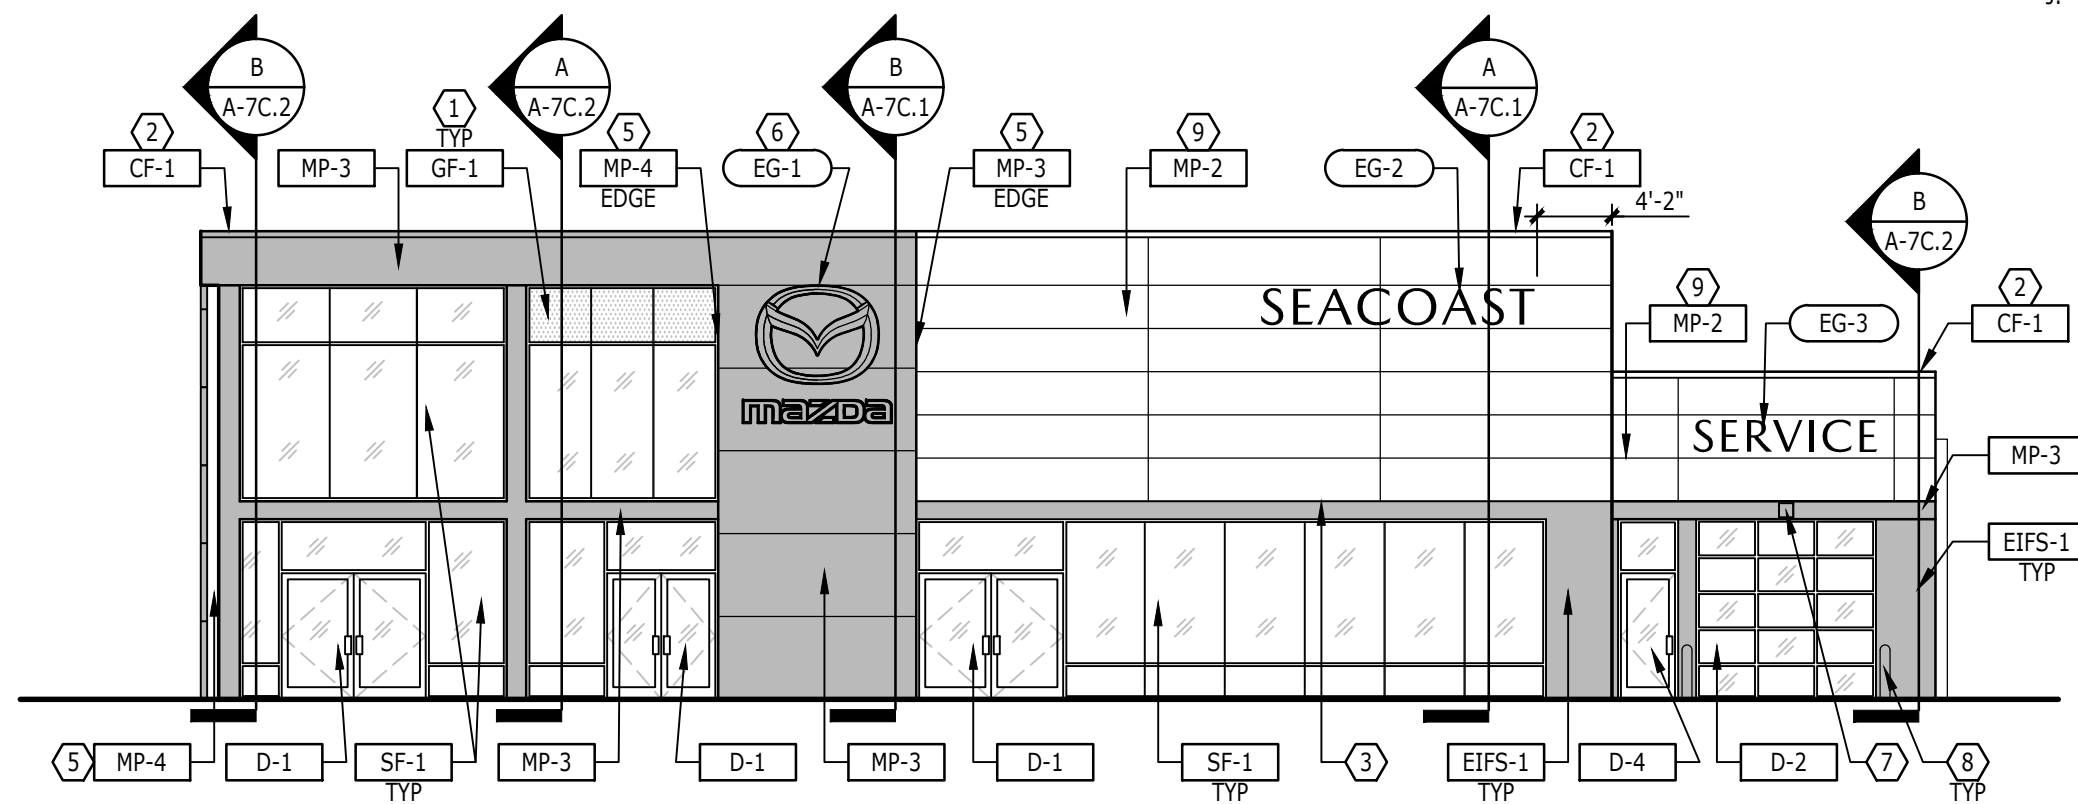 B
A-7C.2
A
A-7C.2
B
A-7C.1
A
A-7C.1
B
A-7C.2
2
CF-1
MP-3
1
TYP
GF-1
5
MP-4
EDGE
6
EG-1
5
MP-3
EDGE
9
MP-2
EG-2
2
CF-1
4'-2"
9
MP-2
EG-3
2
CF-1
SEACOAST
mazda
SERVICE
MP-3
EIFS-1
TYP
5
MP-4
D-1
SF-1
TYP
MP-3
D-1
MP-3
D-1
SF-1
TYP
3
EIFS-1
TYP
D-4
D-2
7
8
TYP